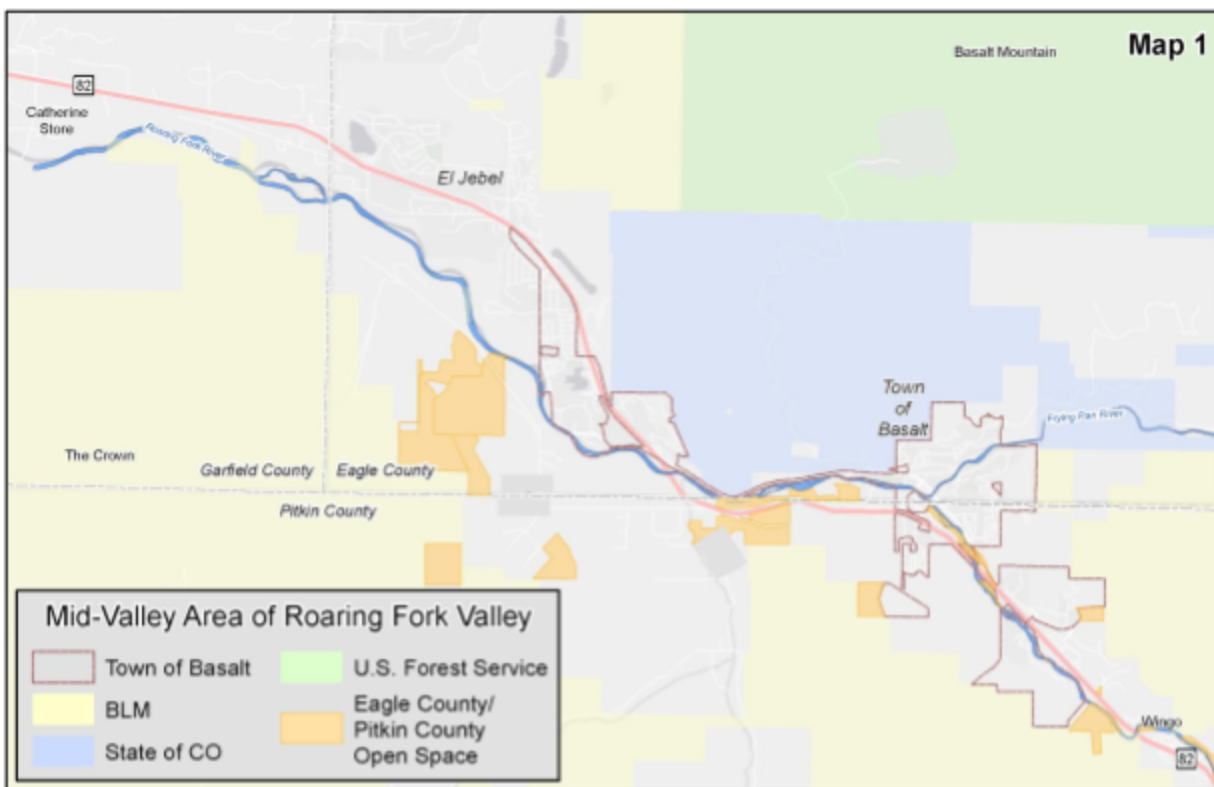 Map 1
Basalt Mountain
82
Catherine
Store
Roaring Fork River
El Jebel
Town
of
Basalt
Frying Pan River
The Crown
Garfield County
Eagle County
Pitkin County
Mid-Valley Area of Roaring Fork Valley
Town of Basalt
BLM
State of CO
U.S. Forest Service
Eagle County/
Pitkin County
Open Space
Wingo
82